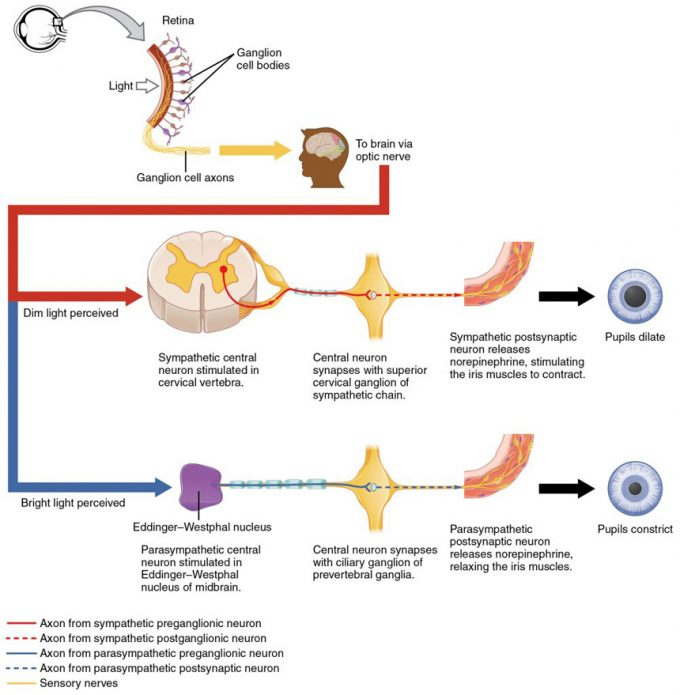 Retina
Ganglion
cell bodies
Light
To brain via
optic nerve
Ganglion cell axons
Dim light perceived
Sympathetic central
neuron stimulated in
cervical vertebra.
Central neuron
synapses with superior
cervical ganglion of
sympathetic chain.
Sympathetic postsynaptic
neuron releases
norepinephrine, stimulating
the iris muscles to contract.
Pupils dilate
Bright light perceived
Eddinger–Westphal nucleus
Parasympathetic central
neuron stimulated in
Eddinger–Westphal
nucleus of midbrain.
Central neuron synapses
with ciliary ganglion of
prevertebral ganglia.
Parasympathetic
postsynaptic neuron
releases norepinephrine,
relaxing the iris muscles.
Pupils constrict
Axon from sympathetic preganglionic neuron
Axon from sympathetic postganglionic neuron
Axon from parasympathetic preganglionic neuron
Axon from parasympathetic postsynaptic neuron
Sensory nerves